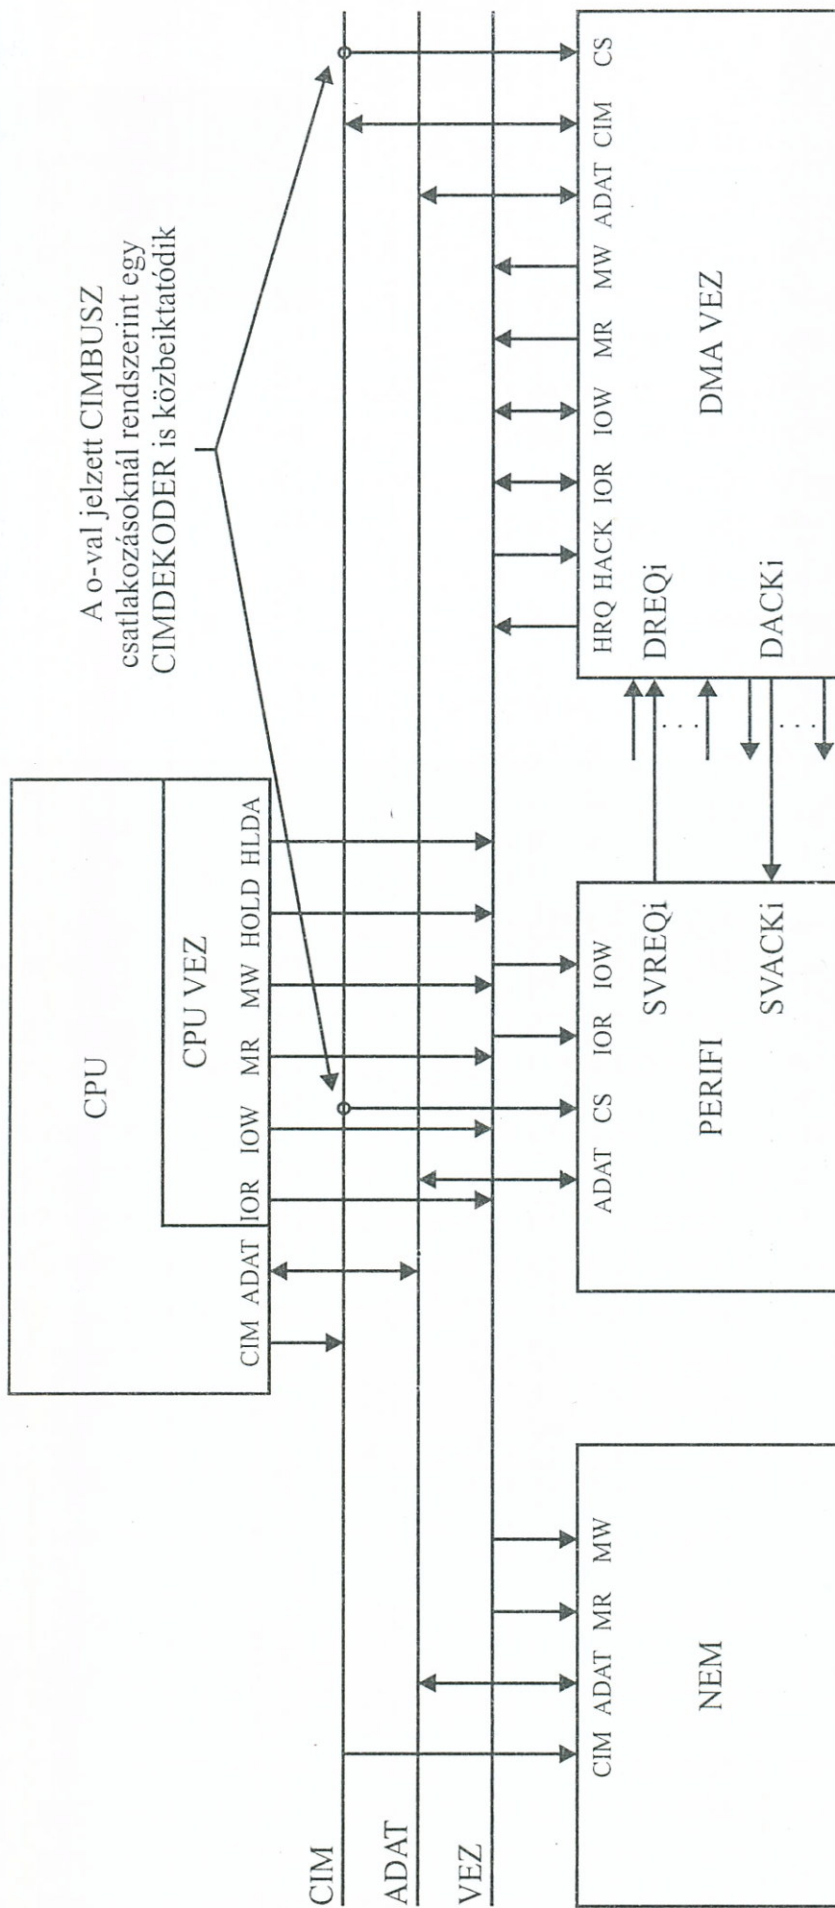 A o-val jelzett CIMBUSZ
csatlakozásoknál rendszerint egy
CIMDEKODER is közbeiktatódik
CPU
CPU VEZ
CIM ADAT IOR IOW MR MW HOLD HLDA
CIM
ADAT
VEZ
CIM ADAT MR MW
NEM
ADAT CS IOR IOW
PERIFI
SVREQi
SVACKi
HRQ HACK IOR IOW MR MW ADAT CIM CS
DREQi
DACKi
DMA VEZ